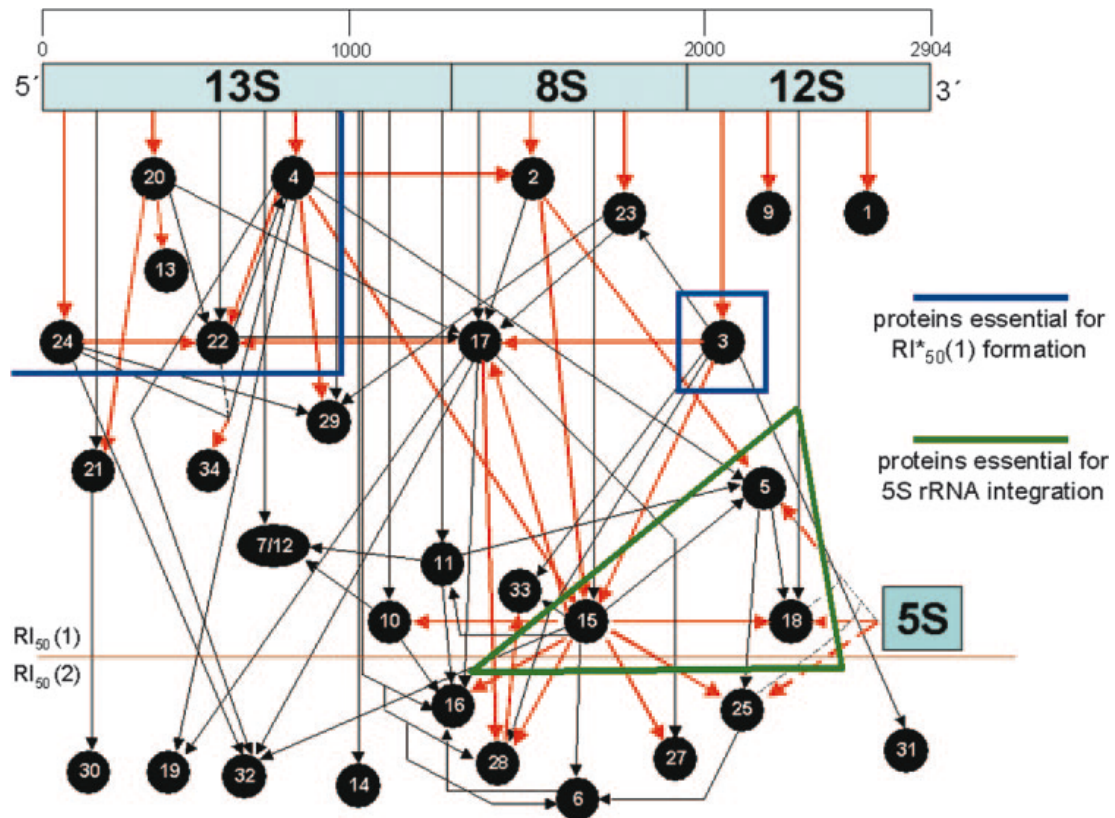 0 1000 2000 2904
5´ 13S 8S 12S 3´
20 4 2
23 9 1
13
24 22 17 3
proteins essential for
RI*50(1) formation
29
21 34
proteins essential for
5S rRNA integration
5
7/12 11
33
10 15 18 5S
RI50(1)
RI50(2)
16 25
28 27 31
30 19 32 14
6